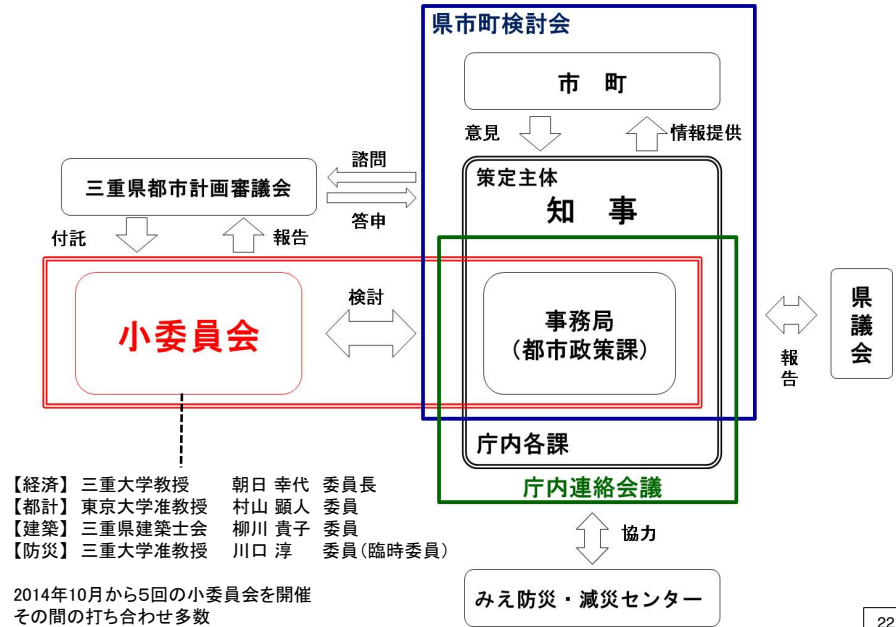 県市町検討会
市 町
意見
情報提供
諮問
三重県都市計画審議会
答申
策定主体
知 事
付託
報告
小委員会
検討
事務局
(都市政策課)
県議会
報告
庁内各課
庁内連絡会議
【経済】 三重大学教授 朝日 幸代 委員長
【都計】 東京大学准教授 村山 顕人 委員
【建築】 三重県建築士会 柳川 貴子 委員
【防災】 三重大学准教授 川口 淳 委員(臨時委員)
協力
2014年10月から5回の小委員会を開催
その間の打ち合わせ多数
みえ防災・減災センター
22